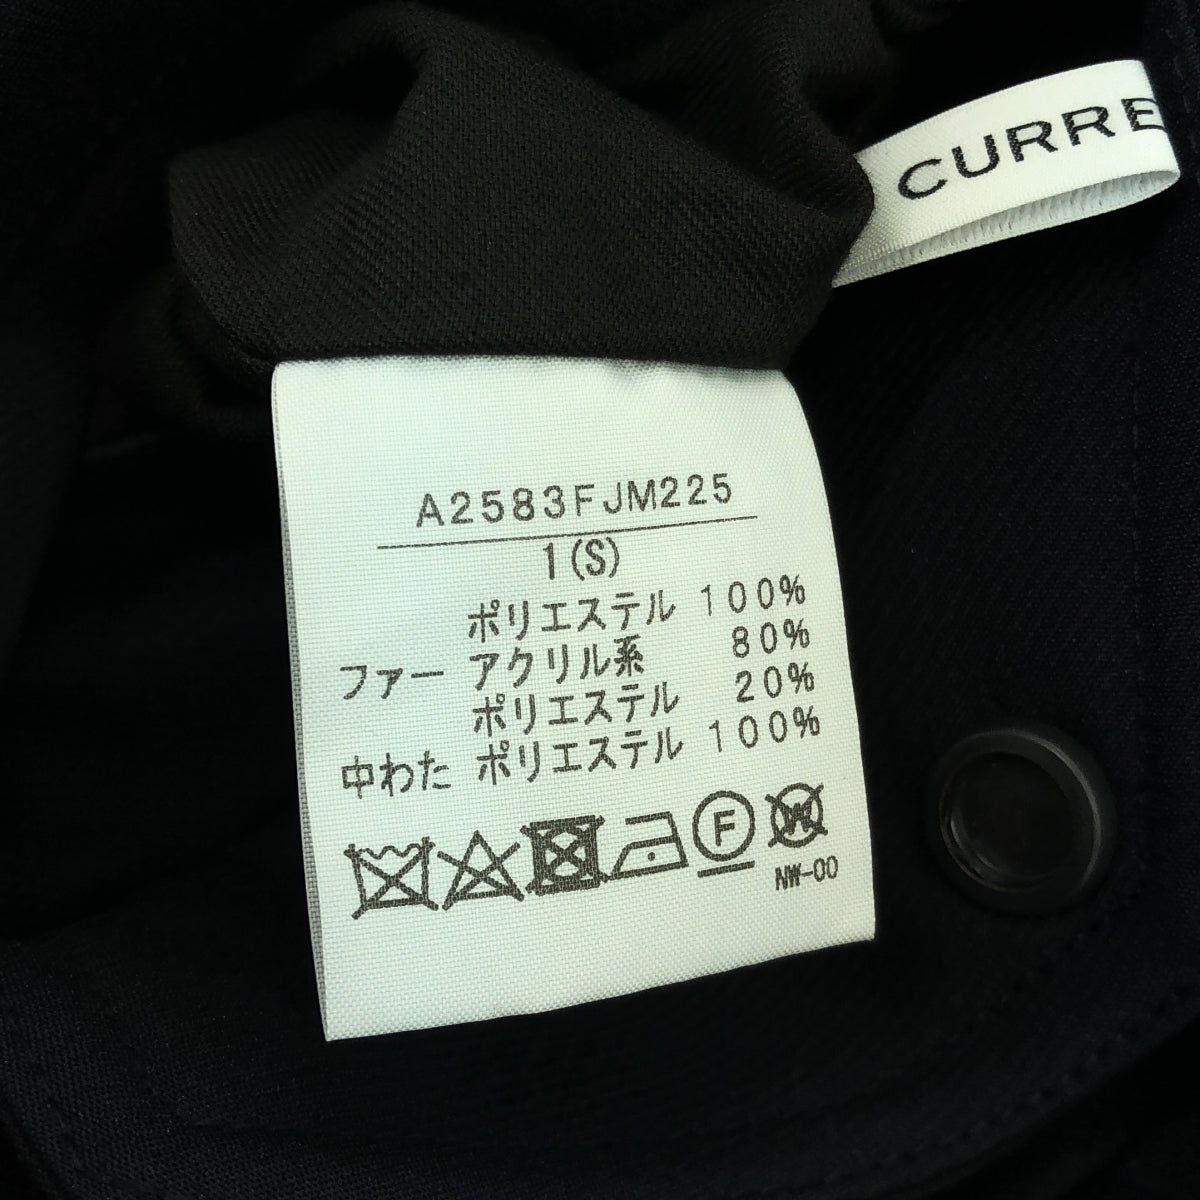 CURRE
A2583FJM225
1(S)
ポリエステル 100%
ファー アクリル系 80%
ポリエステル 20%
中わた ポリエステル 100%
F W
NW-00